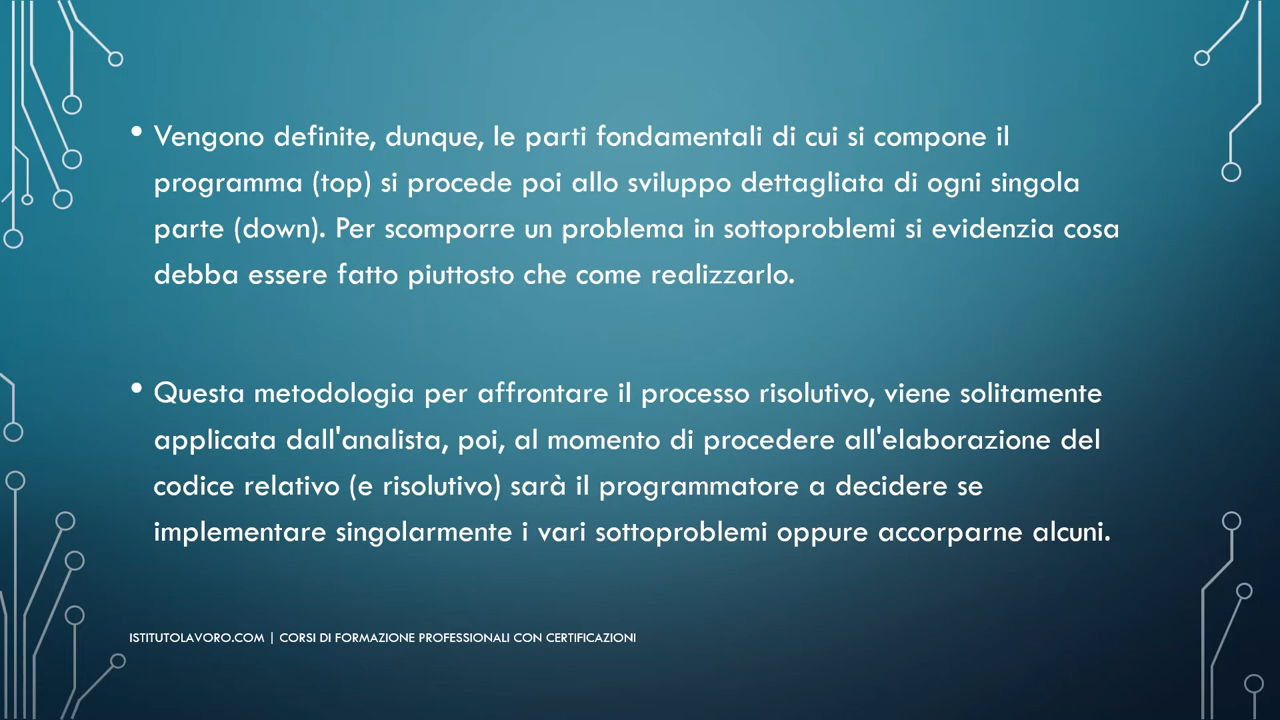 • Vengono definite, dunque, le parti fondamentali di cui si compone il
programma (top) si procede poi allo sviluppo dettagliata di ogni singola
parte (down). Per scomporre un problema in sottoproblemi si evidenzia cosa
debba essere fatto piuttosto che come realizzarlo.
• Questa metodologia per affrontare il processo risolutivo, viene solitamente
applicata dall'analista, poi, al momento di procedere all'elaborazione del
codice relativo (e risolutivo) sarà il programmatore a decidere se
implementare singolarmente i vari sottoproblemi oppure accorparne alcuni.
ISTITUTOLAVORO.COM | CORSI DI FORMAZIONE PROFESSIONALI CON CERTIFICAZIONI